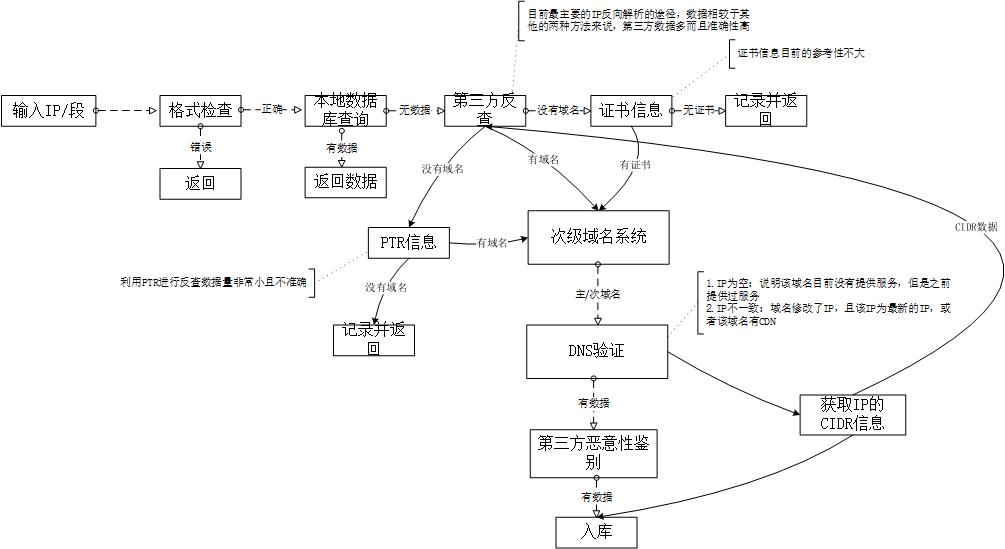 目前最主要的IP反向解析的途径，数据相较于其
他的两种方法来说，第三方数据多而且准确性高
证书信息目前的参考性不大
输入IP/段
格式检查
正确
本地数据
库查询
无数据
第三方反
查
没有域名
证书信息
无证书
记录并返
回
错误
有数据
返回
返回数据
没有域名
有域名
有证书
PTR信息
有域名
次级域名系统
CIDR数据
利用PTR进行反查数据量非常小且不准确
没有域名
主/次域名
1.IP为空：说明该域名目前没有提供服务，但是之前
提供过服务
2.IP不一致：域名修改了IP，且该IP为最新的IP，或
者该域名有CDN
记录并返
回
DNS验证
有数据
获取IP的
CIDR信息
第三方恶意性鉴
别
有数据
入库